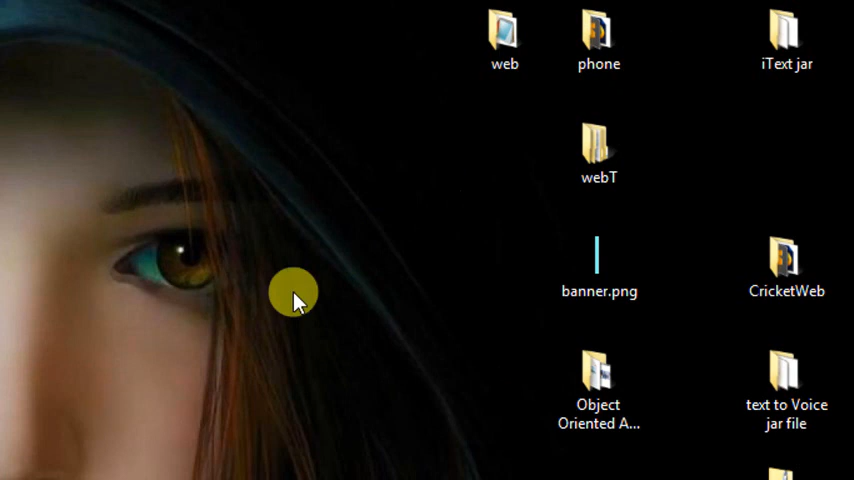 web
phone
iText jar
webT
banner.png
CricketWeb
Object
Oriented A...
text to Voice
jar file